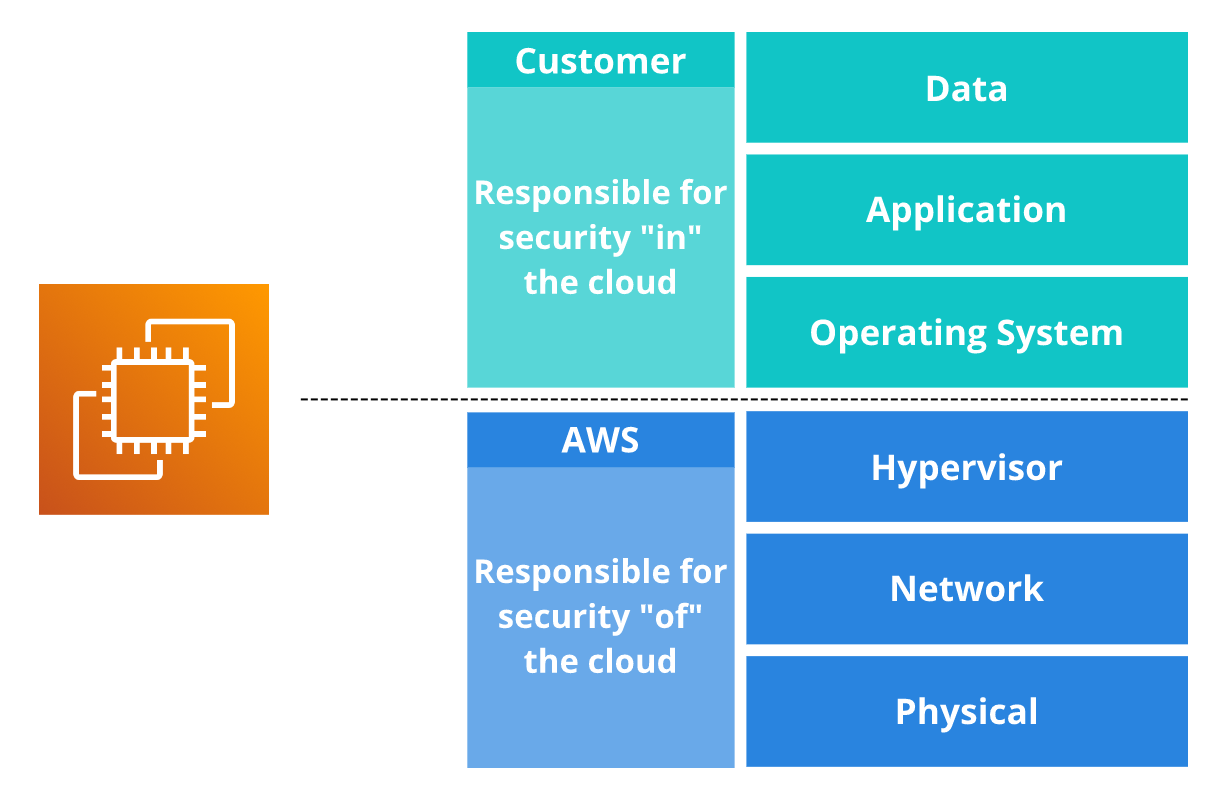 Customer
Responsible for
security "in"
the cloud
Data
Application
Operating System
AWS
Responsible for
security "of"
the cloud
Hypervisor
Network
Physical